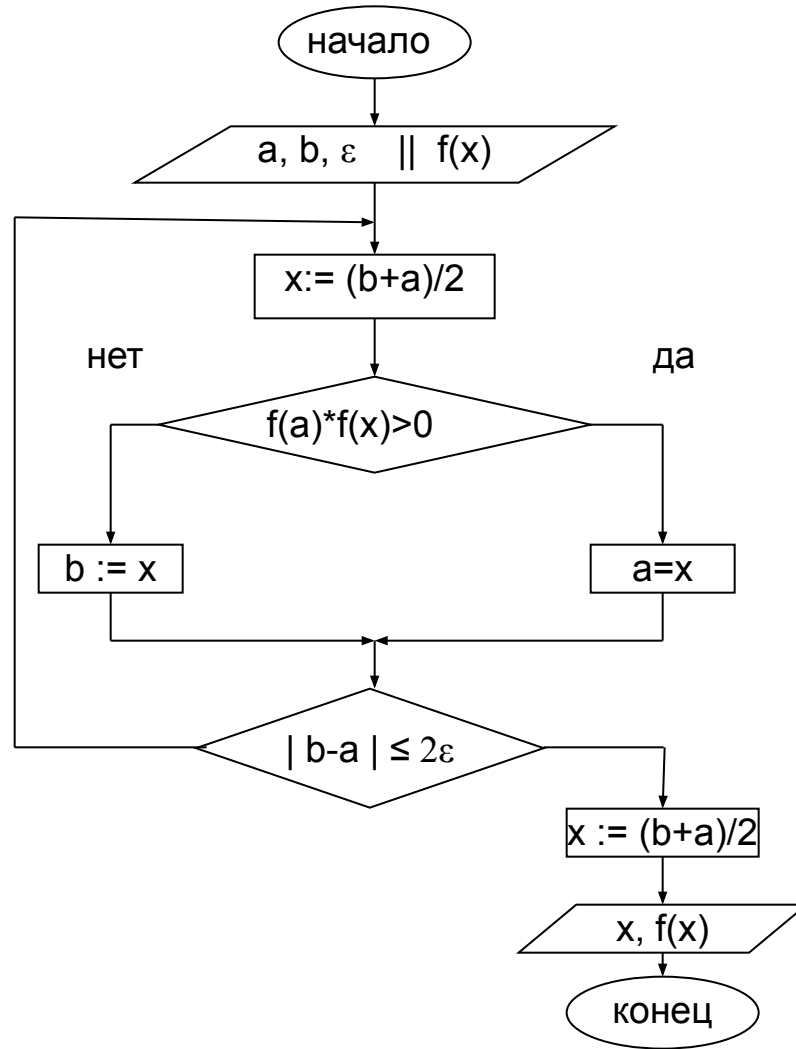 начало
a, b, ε || f(x)
x:= (b+a)/2
нет
да
f(a)*f(x)>0
b := x
a=x
| b-a | ≤ 2ε
x := (b+a)/2
x, f(x)
конец